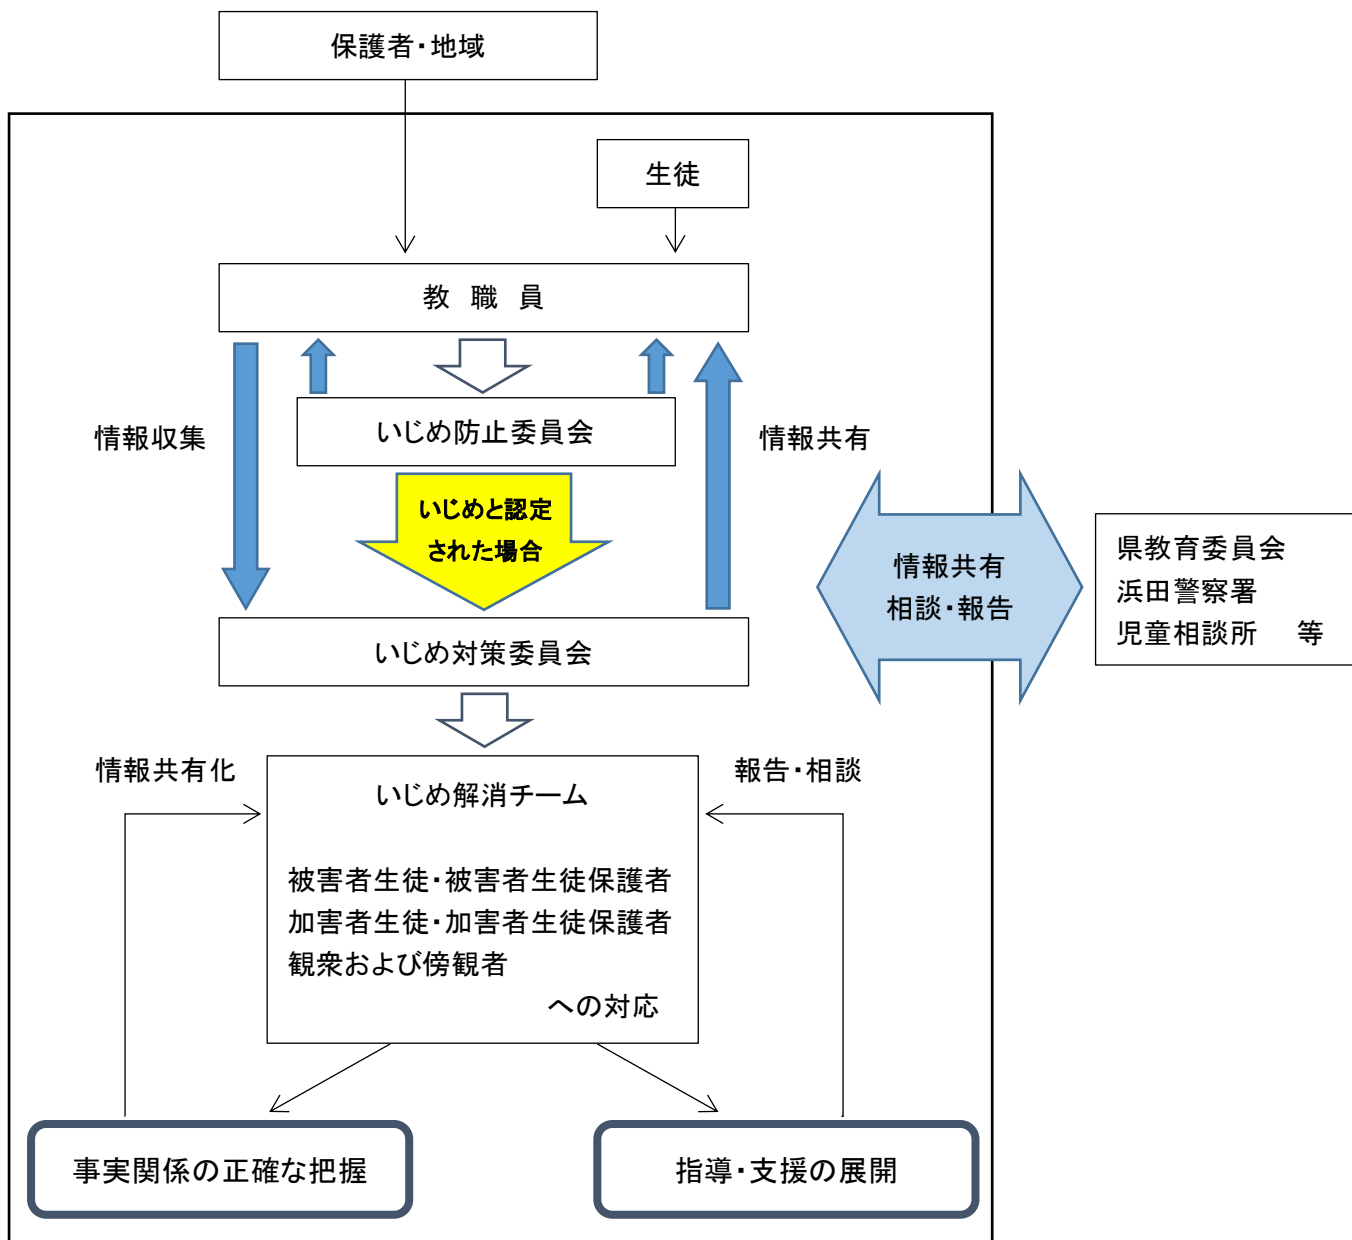 保護者・地域
生徒
教　職　員
情報収集
いじめ防止委員会
情報共有
いじめと認定
された場合
情報共有
相談・報告
県教育委員会
浜田警察署
児童相談所　等
いじめ対策委員会
情報共有化
報告・相談
いじめ解消チーム
被害者生徒・被害者生徒保護者
加害者生徒・加害者生徒保護者
観衆および傍観者
への対応
事実関係の正確な把握
指導・支援の展開